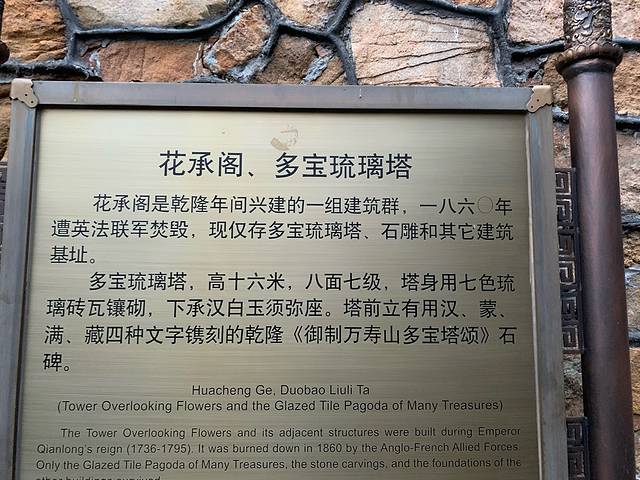 花承阁、多宝琉璃塔
花承阁是乾隆年间兴建的一组建筑群，一八六〇年
遭英法联军焚毁，现仅存多宝琉璃塔、石雕和其它建筑
基址。
多宝琉璃塔，高十六米，八面七级，塔身用七色琉
璃砖瓦镶砌，下承汉白玉须弥座。塔前立有用汉、蒙、
满、藏四种文字镌刻的乾隆《御制万寿山多宝塔颂》石
碑。
Huacheng Ge, Duobao Liuli Ta
(Tower Overlooking Flowers and the Glazed Tile Pagoda of Many Treasures)
The Tower Overlooking Flowers and its adjacent structures were built during Emperor
Qianlong's reign (1736-1795). It was burned down in 1860 by the Anglo-French Allied Forces.
Only the Glazed Tile Pagoda of Many Treasures, the stone carvings, and the foundations of the
other buildings survived.